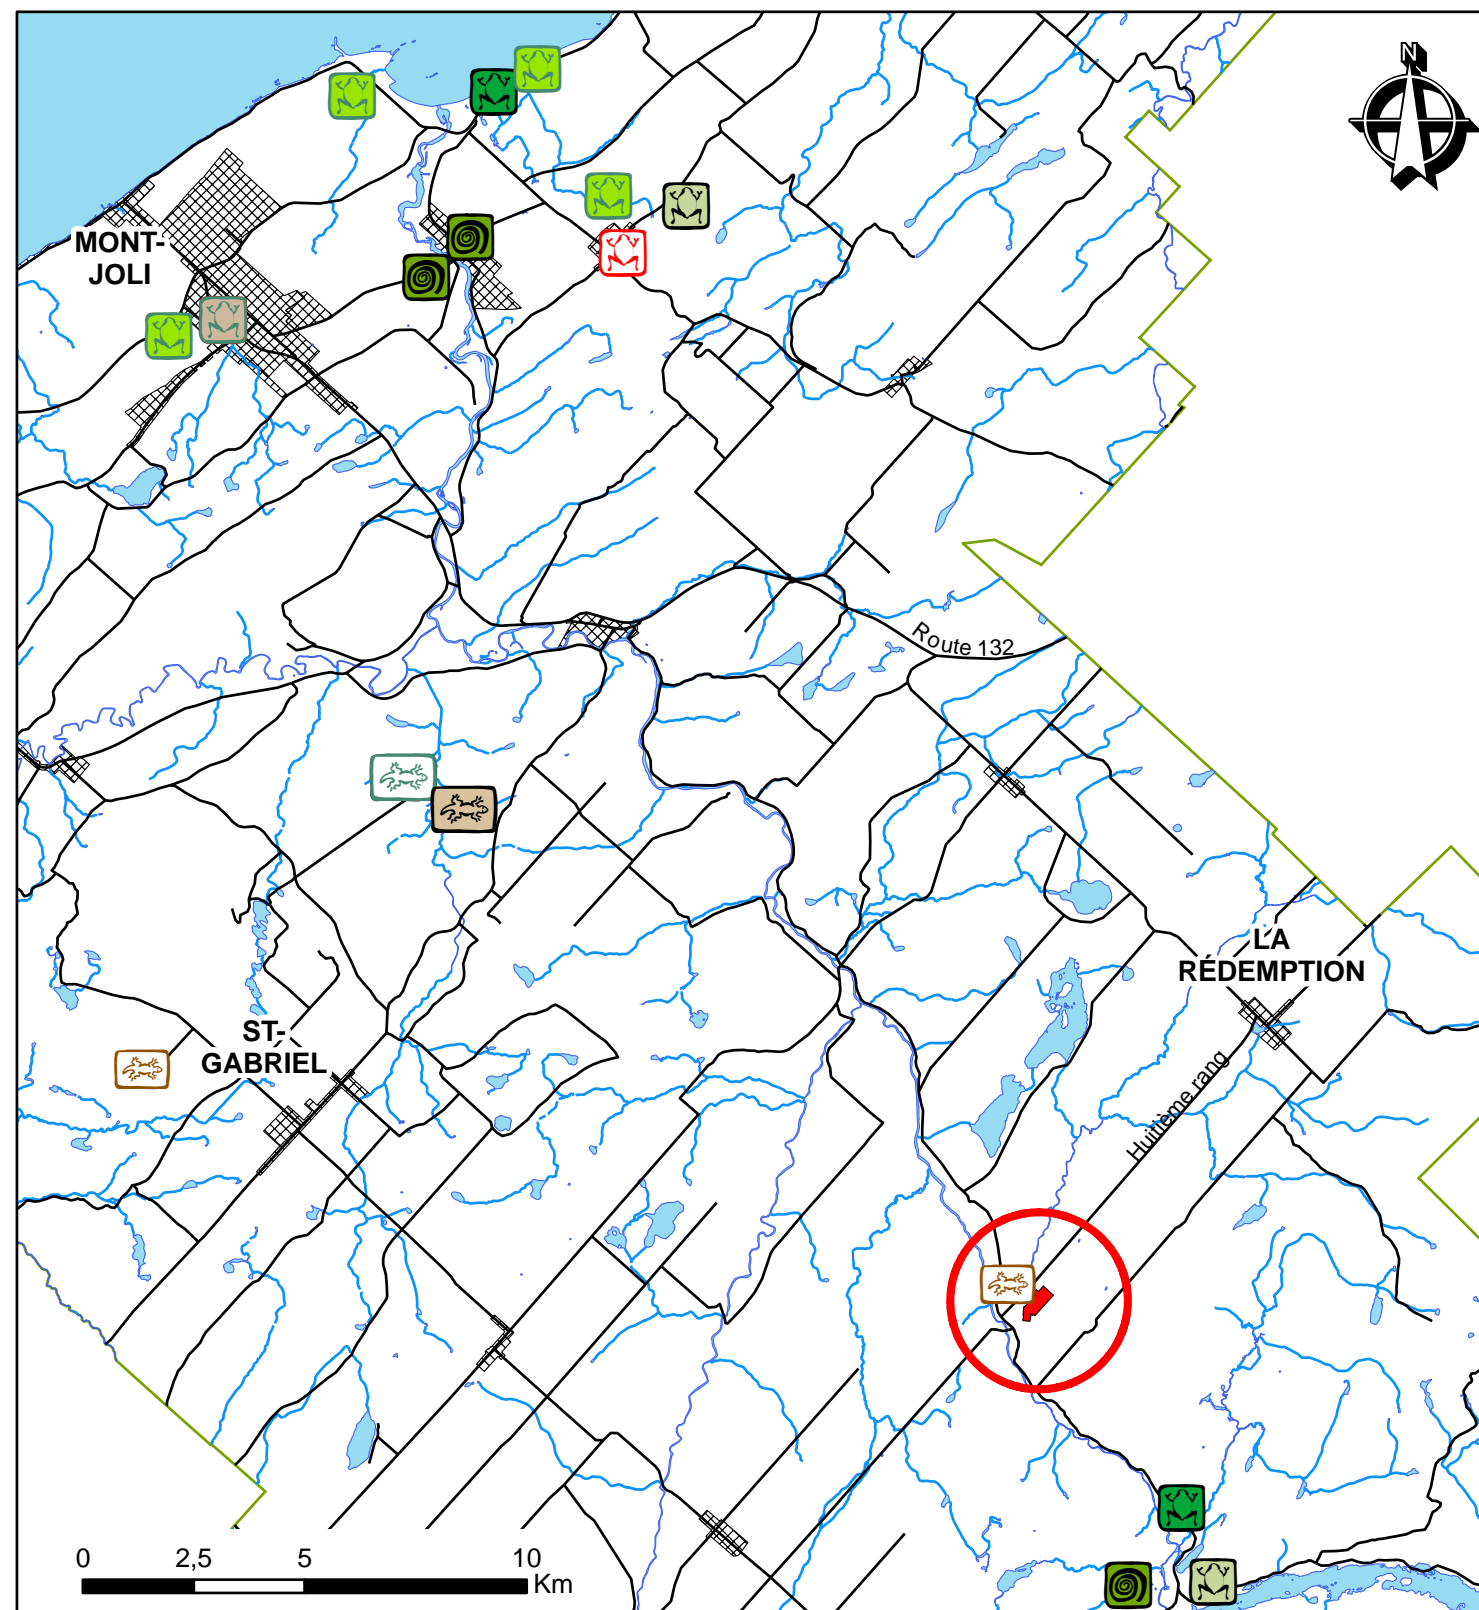 N
MONT-
JOLI
Route 132
LA
RÉDEMPTION
ST-
GABRIEL
Huitième rang
0 2,5 5 10
Km